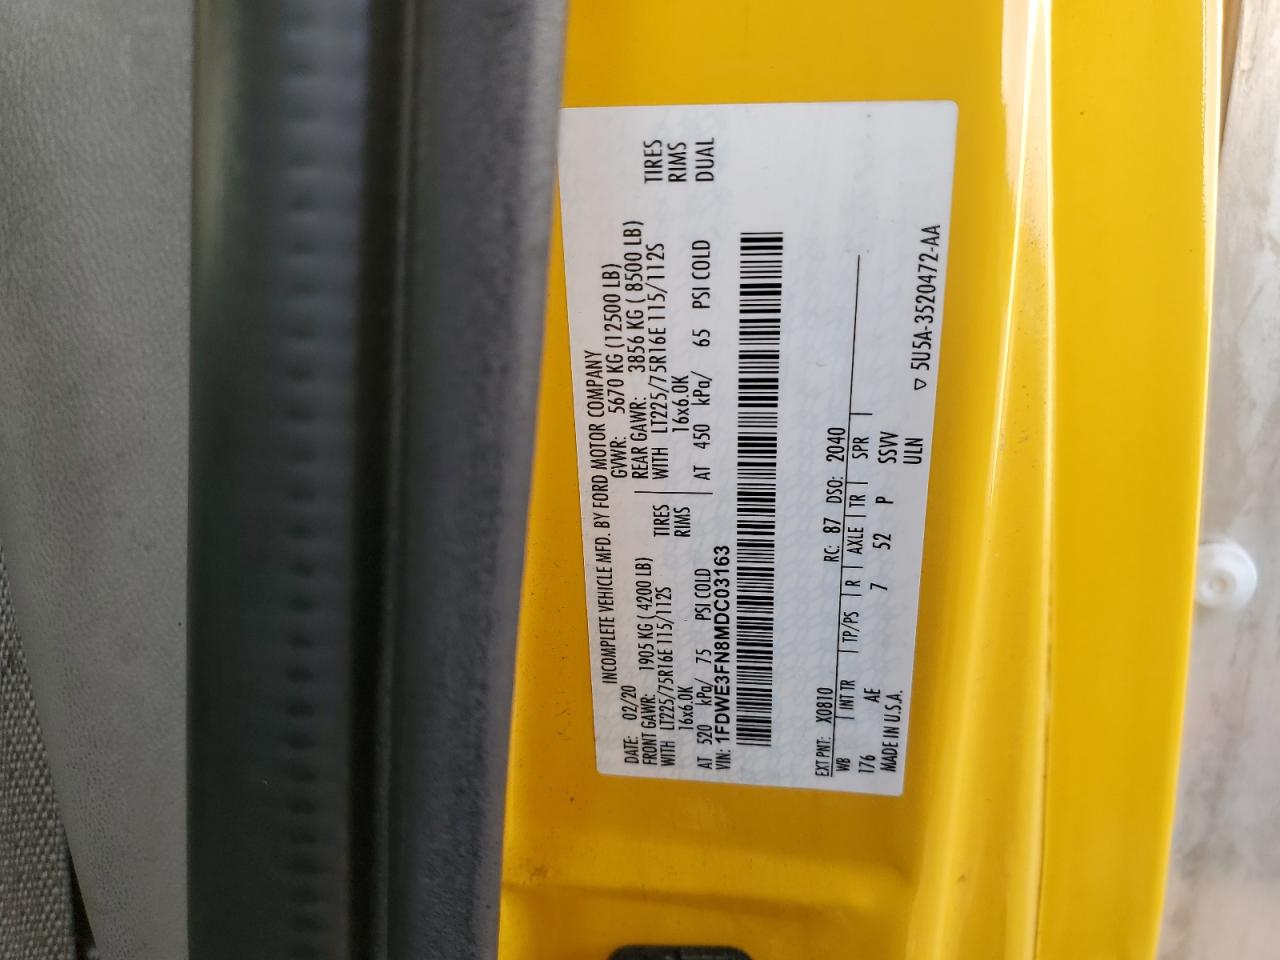 INCOMPLETE VEHICLE MFD. BY FORD MOTOR COMPANY
DATE: 02/20 GVWR: 5670 KG (12500 LB)
FRONT GAWR: 1905 KG ( 4200 LB) REAR GAWR: 3856 KG ( 8500 LB)
WITH LT225/75R16E 115/112S TIRES WITH LT225/75R16E 115/112S TIRES
16x6.0K RIMS 16x6.0K RIMS
AT 520 kPa/ 75 PSI COLD AT 450 kPa/ 65 PSI COLD DUAL
VIN: 1FDWE3FN8MDC03163
EXT PNT: X0810 RC: 87 DSO: 2040
WB | INT TR | TP/PS | R | AXLE | TR | SPR |
176 AE 7 52 P SSVV
MADE IN U.S.A. ULN
▽ 5U5A-3520472-AA